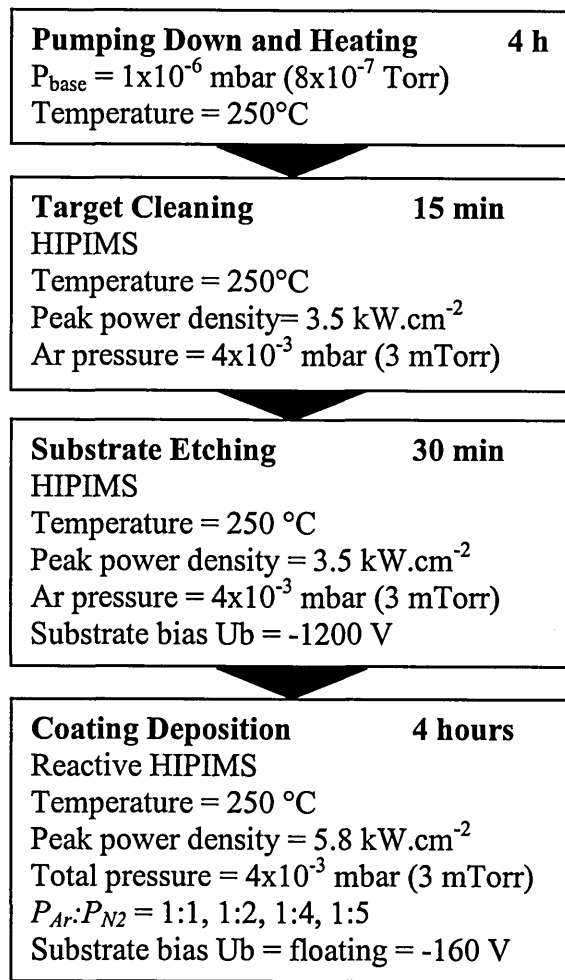 Pumping Down and Heating 4 h
P_base = 1x10^-6 mbar (8x10^-7 Torr)
Temperature = 250°C
Target Cleaning 15 min
HIPIMS
Temperature = 250°C
Peak power density= 3.5 kW.cm^-2
Ar pressure = 4x10^-3 mbar (3 mTorr)
Substrate Etching 30 min
HIPIMS
Temperature = 250 °C
Peak power density = 3.5 kW.cm^-2
Ar pressure = 4x10^-3 mbar (3 mTorr)
Substrate bias Ub = -1200 V
Coating Deposition 4 hours
Reactive HIPIMS
Temperature = 250 °C
Peak power density = 5.8 kW.cm^-2
Total pressure = 4x10^-3 mbar (3 mTorr)
P_Ar:P_N2 = 1:1, 1:2, 1:4, 1:5
Substrate bias Ub = floating = -160 V